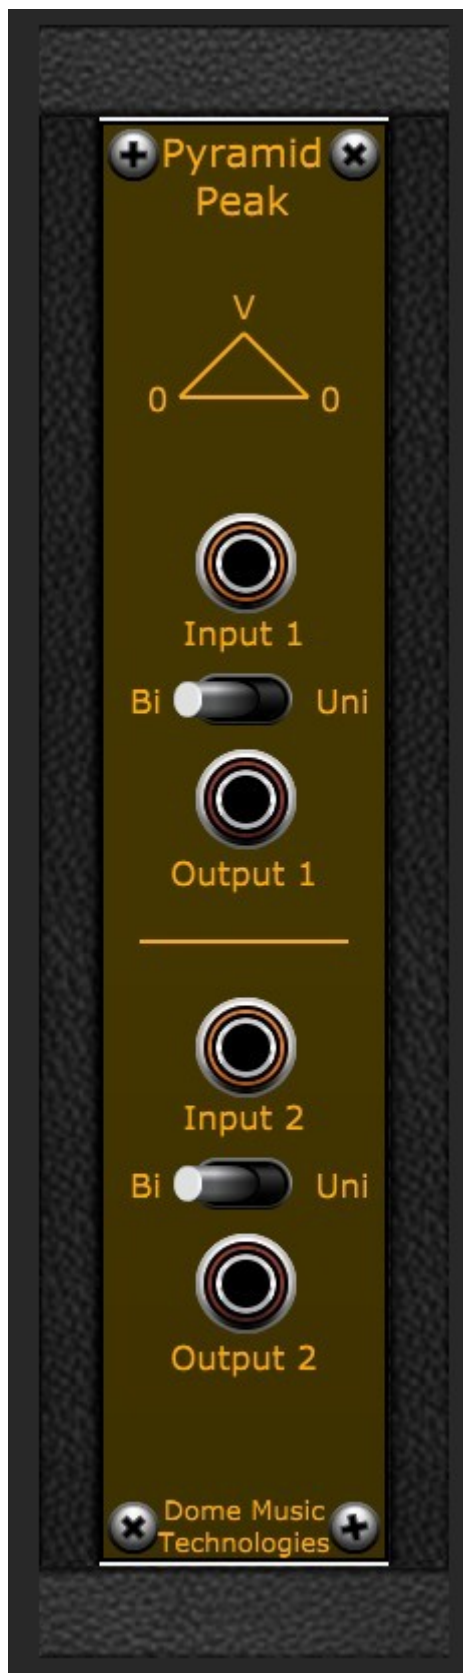 Pyramid
Peak
V
0 0
Input 1
Bi Uni
Output 1
Input 2
Bi Uni
Output 2
Dome Music
Technologies